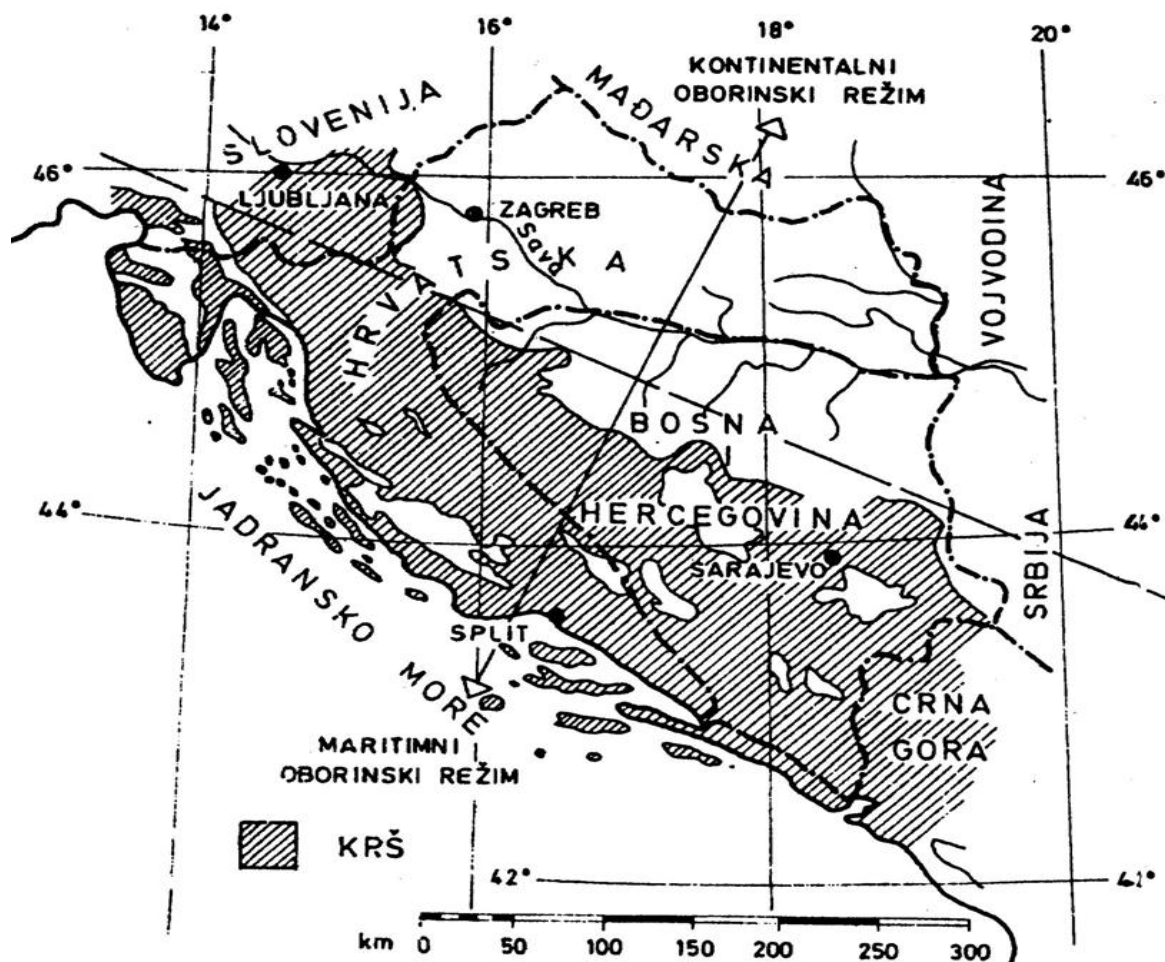 14°
16°
18°
20°
KONTINENTALNI
OBORINSKI REŽIM
SLOVENIJA
MAĐARSKA
46°
46°
LJUBLJANA
ZAGREB
Sava
HRVATSKA
VOJVODINA
BOSNA
I
HERCEGOVINA
44°
44°
SARAJEVO
SRBIJA
JADRANSKO MORE
SPLIT
CRNA
GORA
MARITIMNI
OBORINSKI REŽIM
KRŠ
42°
42°
km 0 50 100 150 200 250 300